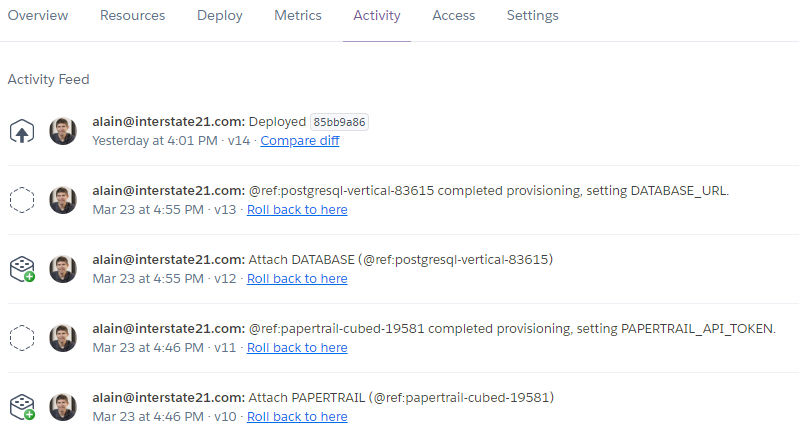 Overview Resources Deploy Metrics Activity Access Settings
Activity Feed
alain@interstate21.com: Deployed 85bb9a86
Yesterday at 4:01 PM · v14 · Compare diff
alain@interstate21.com: @ref:postgresql-vertical-83615 completed provisioning, setting DATABASE_URL.
Mar 23 at 4:55 PM · v13 · Roll back to here
alain@interstate21.com: Attach DATABASE (@ref:postgresql-vertical-83615)
Mar 23 at 4:55 PM · v12 · Roll back to here
alain@interstate21.com: @ref:papertrail-cubed-19581 completed provisioning, setting PAPERTRAIL_API_TOKEN.
Mar 23 at 4:46 PM · v11 · Roll back to here
alain@interstate21.com: Attach PAPERTRAIL (@ref:papertrail-cubed-19581)
Mar 23 at 4:46 PM · v10 · Roll back to here